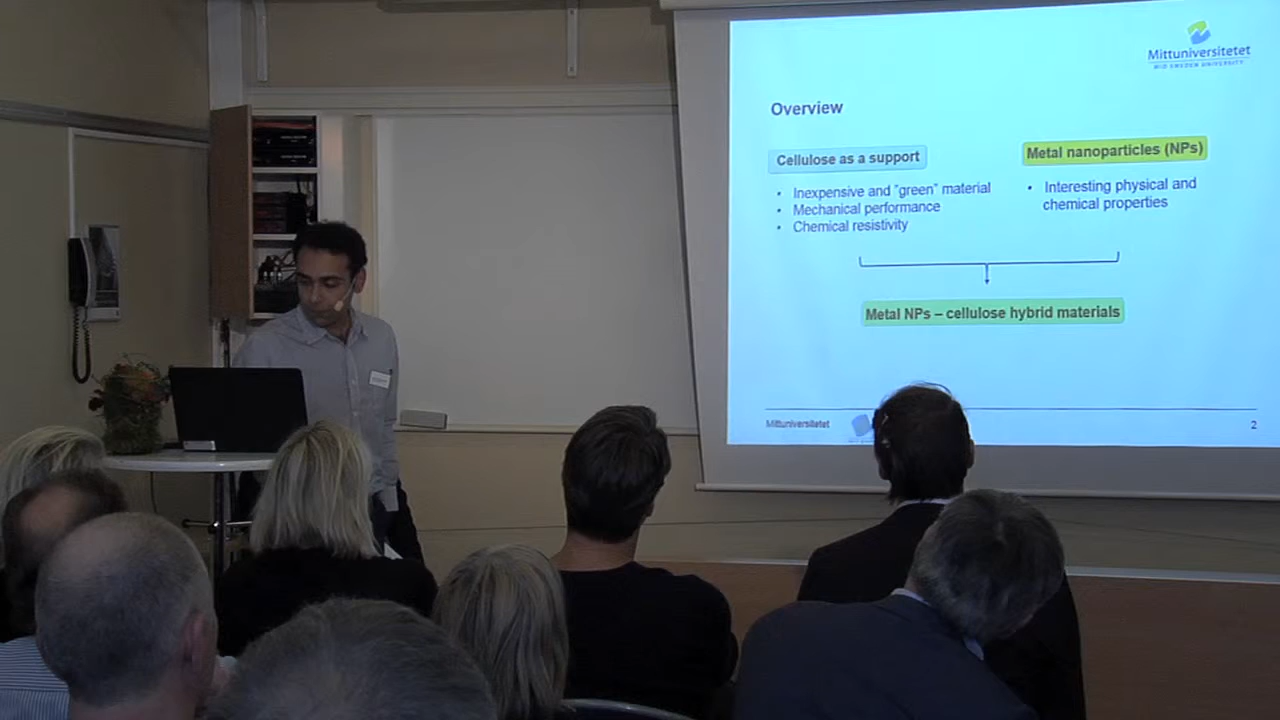 Mittuniversitetet
MID SWEDEN UNIVERSITY
Overview
Cellulose as a support
• Inexpensive and "green" material
• Mechanical performance
• Chemical resistivity
Metal nanoparticles (NPs)
• Interesting physical and
chemical properties
Metal NPs – cellulose hybrid materials
Mittuniversitetet
2